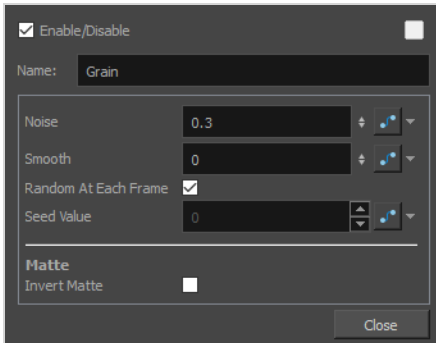 Enable/Disable
Name: Grain
Noise 0.3
Smooth 0
Random At Each Frame
Seed Value 0
Matte
Invert Matte
Close